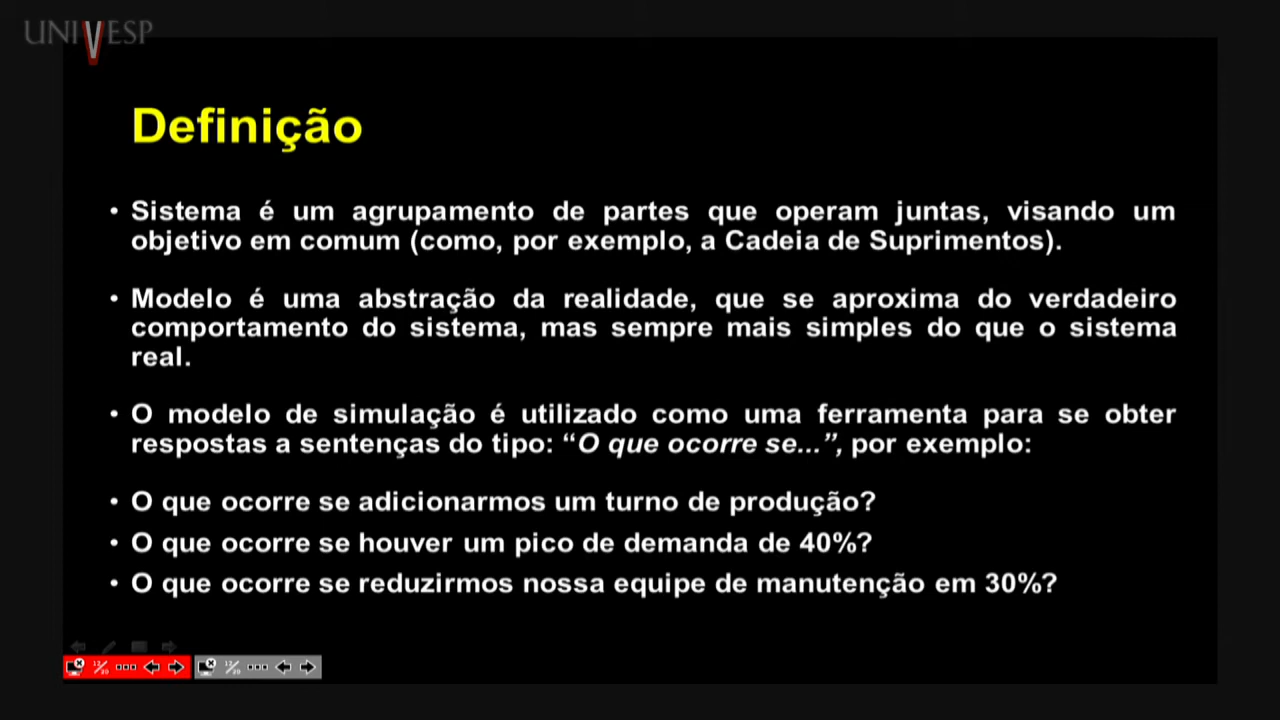 UNIVESP
Definição
• Sistema é um agrupamento de partes que operam juntas, visando um
objetivo em comum (como, por exemplo, a Cadeia de Suprimentos).
• Modelo é uma abstração da realidade, que se aproxima do verdadeiro
comportamento do sistema, mas sempre mais simples do que o sistema
real.
• O modelo de simulação é utilizado como uma ferramenta para se obter
respostas a sentenças do tipo: “O que ocorre se...”, por exemplo:
• O que ocorre se adicionarmos um turno de produção?
• O que ocorre se houver um pico de demanda de 40%?
• O que ocorre se reduzirmos nossa equipe de manutenção em 30%?